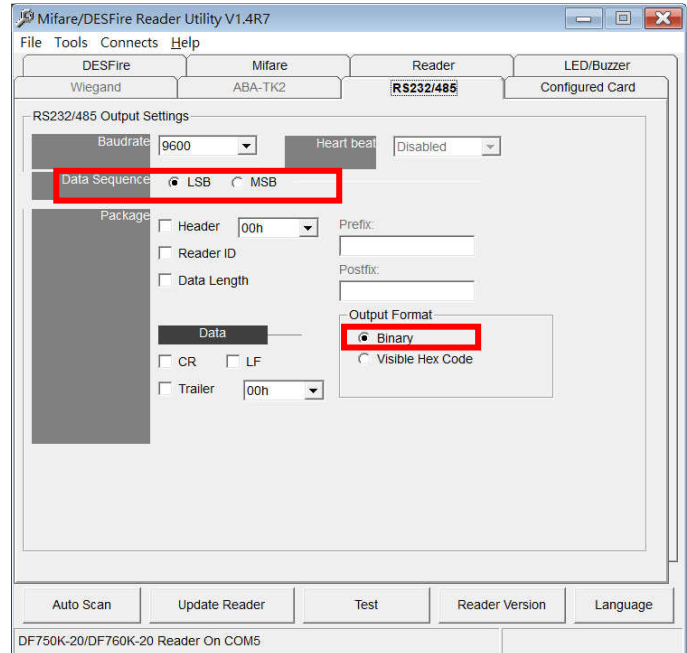 Mifare/DESFire Reader Utility V1.4R7
File Tools Connects Help
DESFire Mifare Reader LED/Buzzer
Wiegand ABA-TK2 RS232/485 Configured Card
RS232/485 Output Settings
Baudrate 9600 Heart beat Disabled
Data Sequence LSB MSB
Package Header 00h Prefix:
Reader ID
Data Length Postfix:
Output Format
Data Binary
CR LF Visible Hex Code
Trailer 00h
Auto Scan Update Reader Test Reader Version Language
DF750K-20/DF760K-20 Reader On COM5